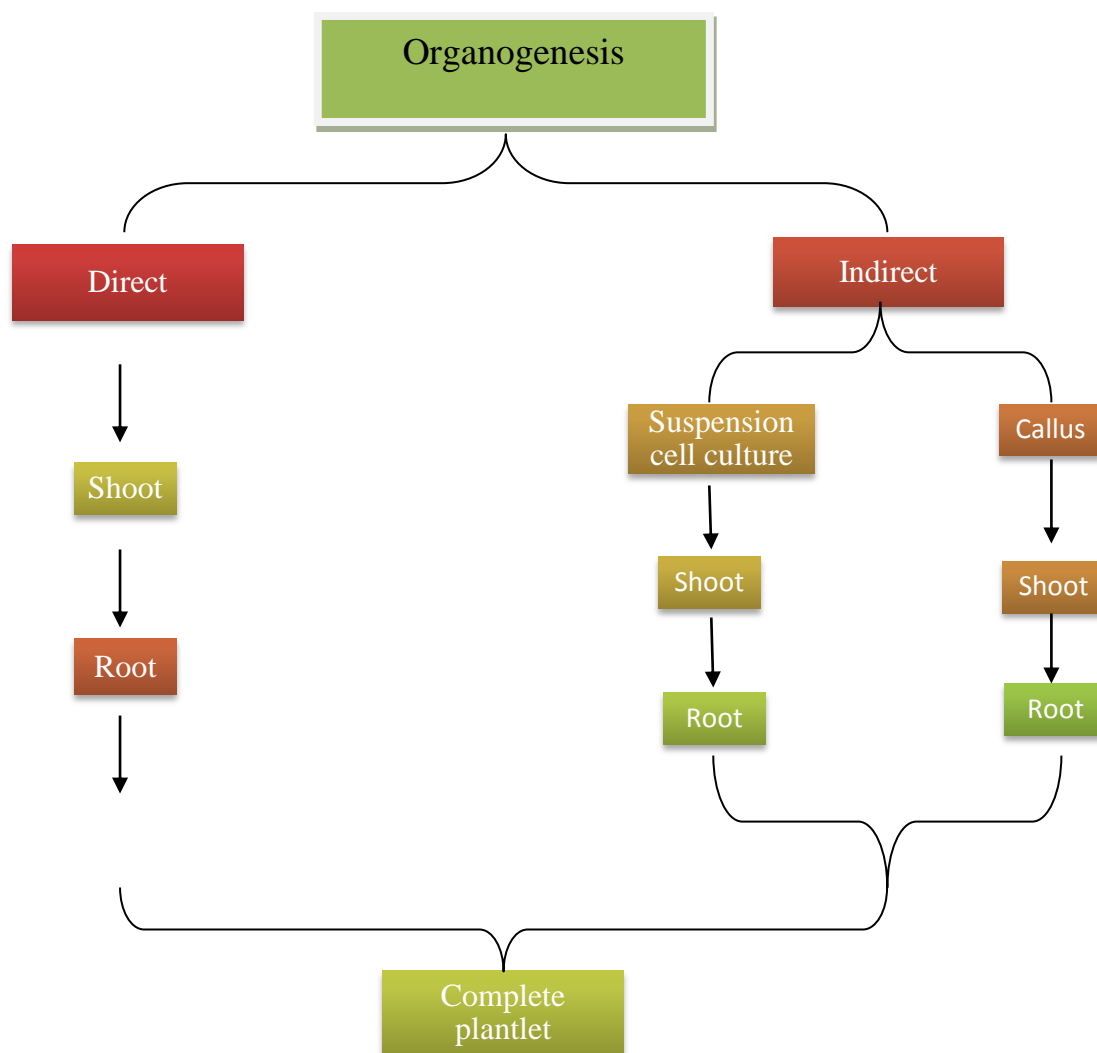 Organogenesis
Direct
Indirect
Suspension
cell culture
Callus
Shoot
Shoot
Shoot
Root
Root
Root
Complete
plantlet